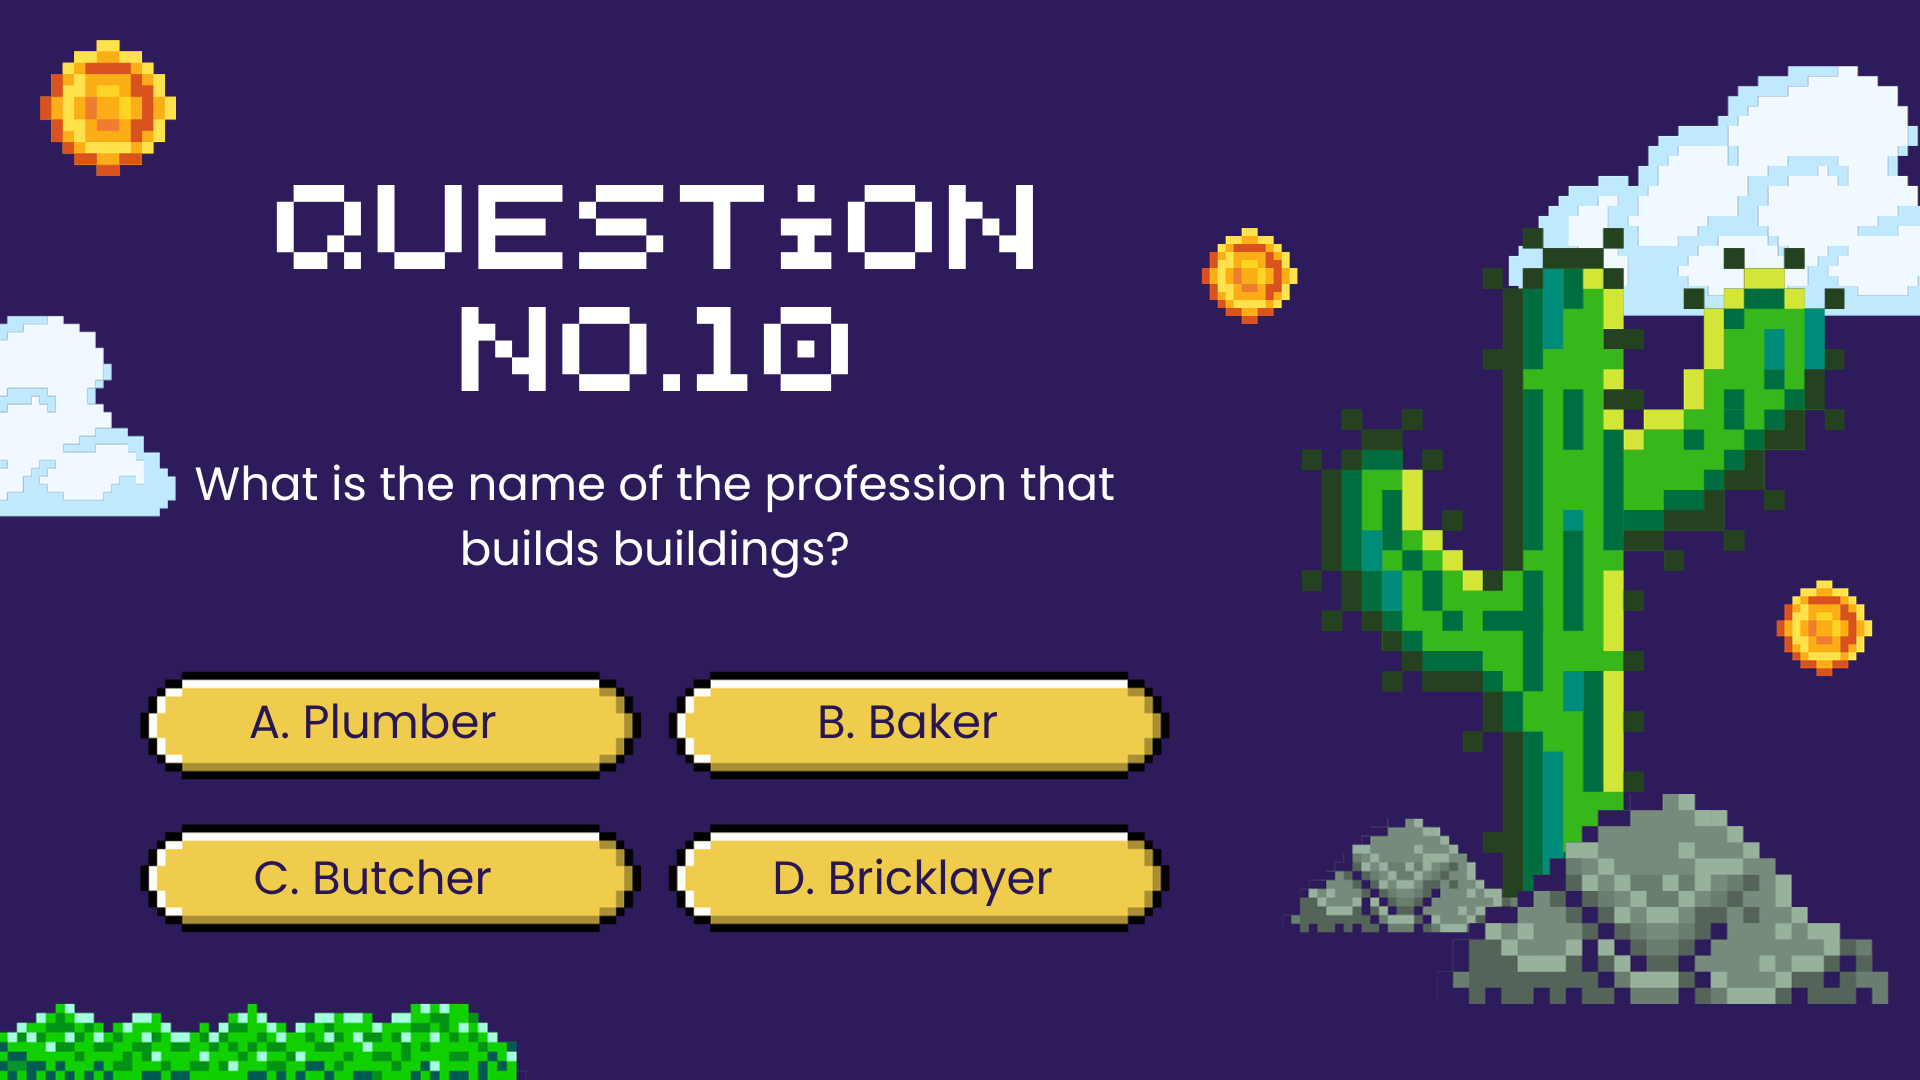 QUESTiON
NO.10
What is the name of the profession that
builds buildings?
A. Plumber
B. Baker
C. Butcher
D. Bricklayer